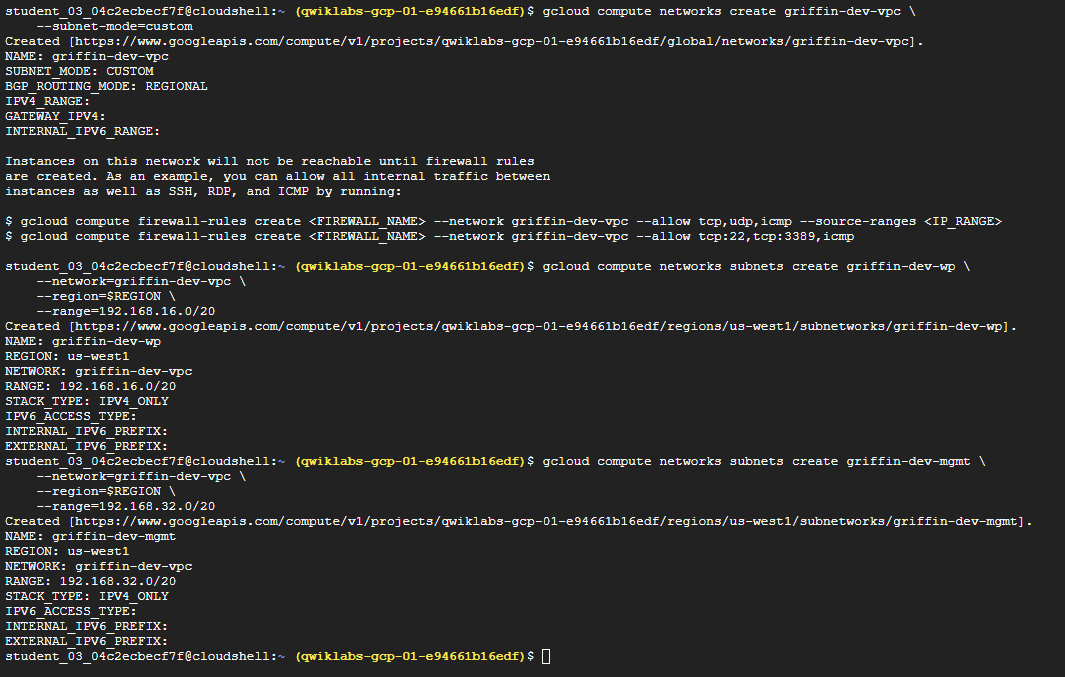 student_03_04c2ecbecf7f@cloudshell:~ (qwiklabs-gcp-01-e94661b16edf)$ gcloud compute networks create griffin-dev-vpc \
    --subnet-mode=custom
Created [https://www.googleapis.com/compute/v1/projects/qwiklabs-gcp-01-e94661b16edf/global/networks/griffin-dev-vpc].
NAME: griffin-dev-vpc
SUBNET_MODE: CUSTOM
BGP_ROUTING_MODE: REGIONAL
IPV4_RANGE:
GATEWAY_IPV4:
INTERNAL_IPV6_RANGE:

Instances on this network will not be reachable until firewall rules
are created. As an example, you can allow all internal traffic between
instances as well as SSH, RDP, and ICMP by running:

$ gcloud compute firewall-rules create <FIREWALL_NAME> --network griffin-dev-vpc --allow tcp,udp,icmp --source-ranges <IP_RANGE>
$ gcloud compute firewall-rules create <FIREWALL_NAME> --network griffin-dev-vpc --allow tcp:22,tcp:3389,icmp

student_03_04c2ecbecf7f@cloudshell:~ (qwiklabs-gcp-01-e94661b16edf)$ gcloud compute networks subnets create griffin-dev-wp \
    --network=griffin-dev-vpc \
    --region=$REGION \
    --range=192.168.16.0/20
Created [https://www.googleapis.com/compute/v1/projects/qwiklabs-gcp-01-e94661b16edf/regions/us-west1/subnetworks/griffin-dev-wp].
NAME: griffin-dev-wp
REGION: us-west1
NETWORK: griffin-dev-vpc
RANGE: 192.168.16.0/20
STACK_TYPE: IPV4_ONLY
IPV6_ACCESS_TYPE:
INTERNAL_IPV6_PREFIX:
EXTERNAL_IPV6_PREFIX:
student_03_04c2ecbecf7f@cloudshell:~ (qwiklabs-gcp-01-e94661b16edf)$ gcloud compute networks subnets create griffin-dev-mgmt \
    --network=griffin-dev-vpc \
    --region=$REGION \
    --range=192.168.32.0/20
Created [https://www.googleapis.com/compute/v1/projects/qwiklabs-gcp-01-e94661b16edf/regions/us-west1/subnetworks/griffin-dev-mgmt].
NAME: griffin-dev-mgmt
REGION: us-west1
NETWORK: griffin-dev-vpc
RANGE: 192.168.32.0/20
STACK_TYPE: IPV4_ONLY
IPV6_ACCESS_TYPE:
INTERNAL_IPV6_PREFIX:
EXTERNAL_IPV6_PREFIX:
student_03_04c2ecbecf7f@cloudshell:~ (qwiklabs-gcp-01-e94661b16edf)$